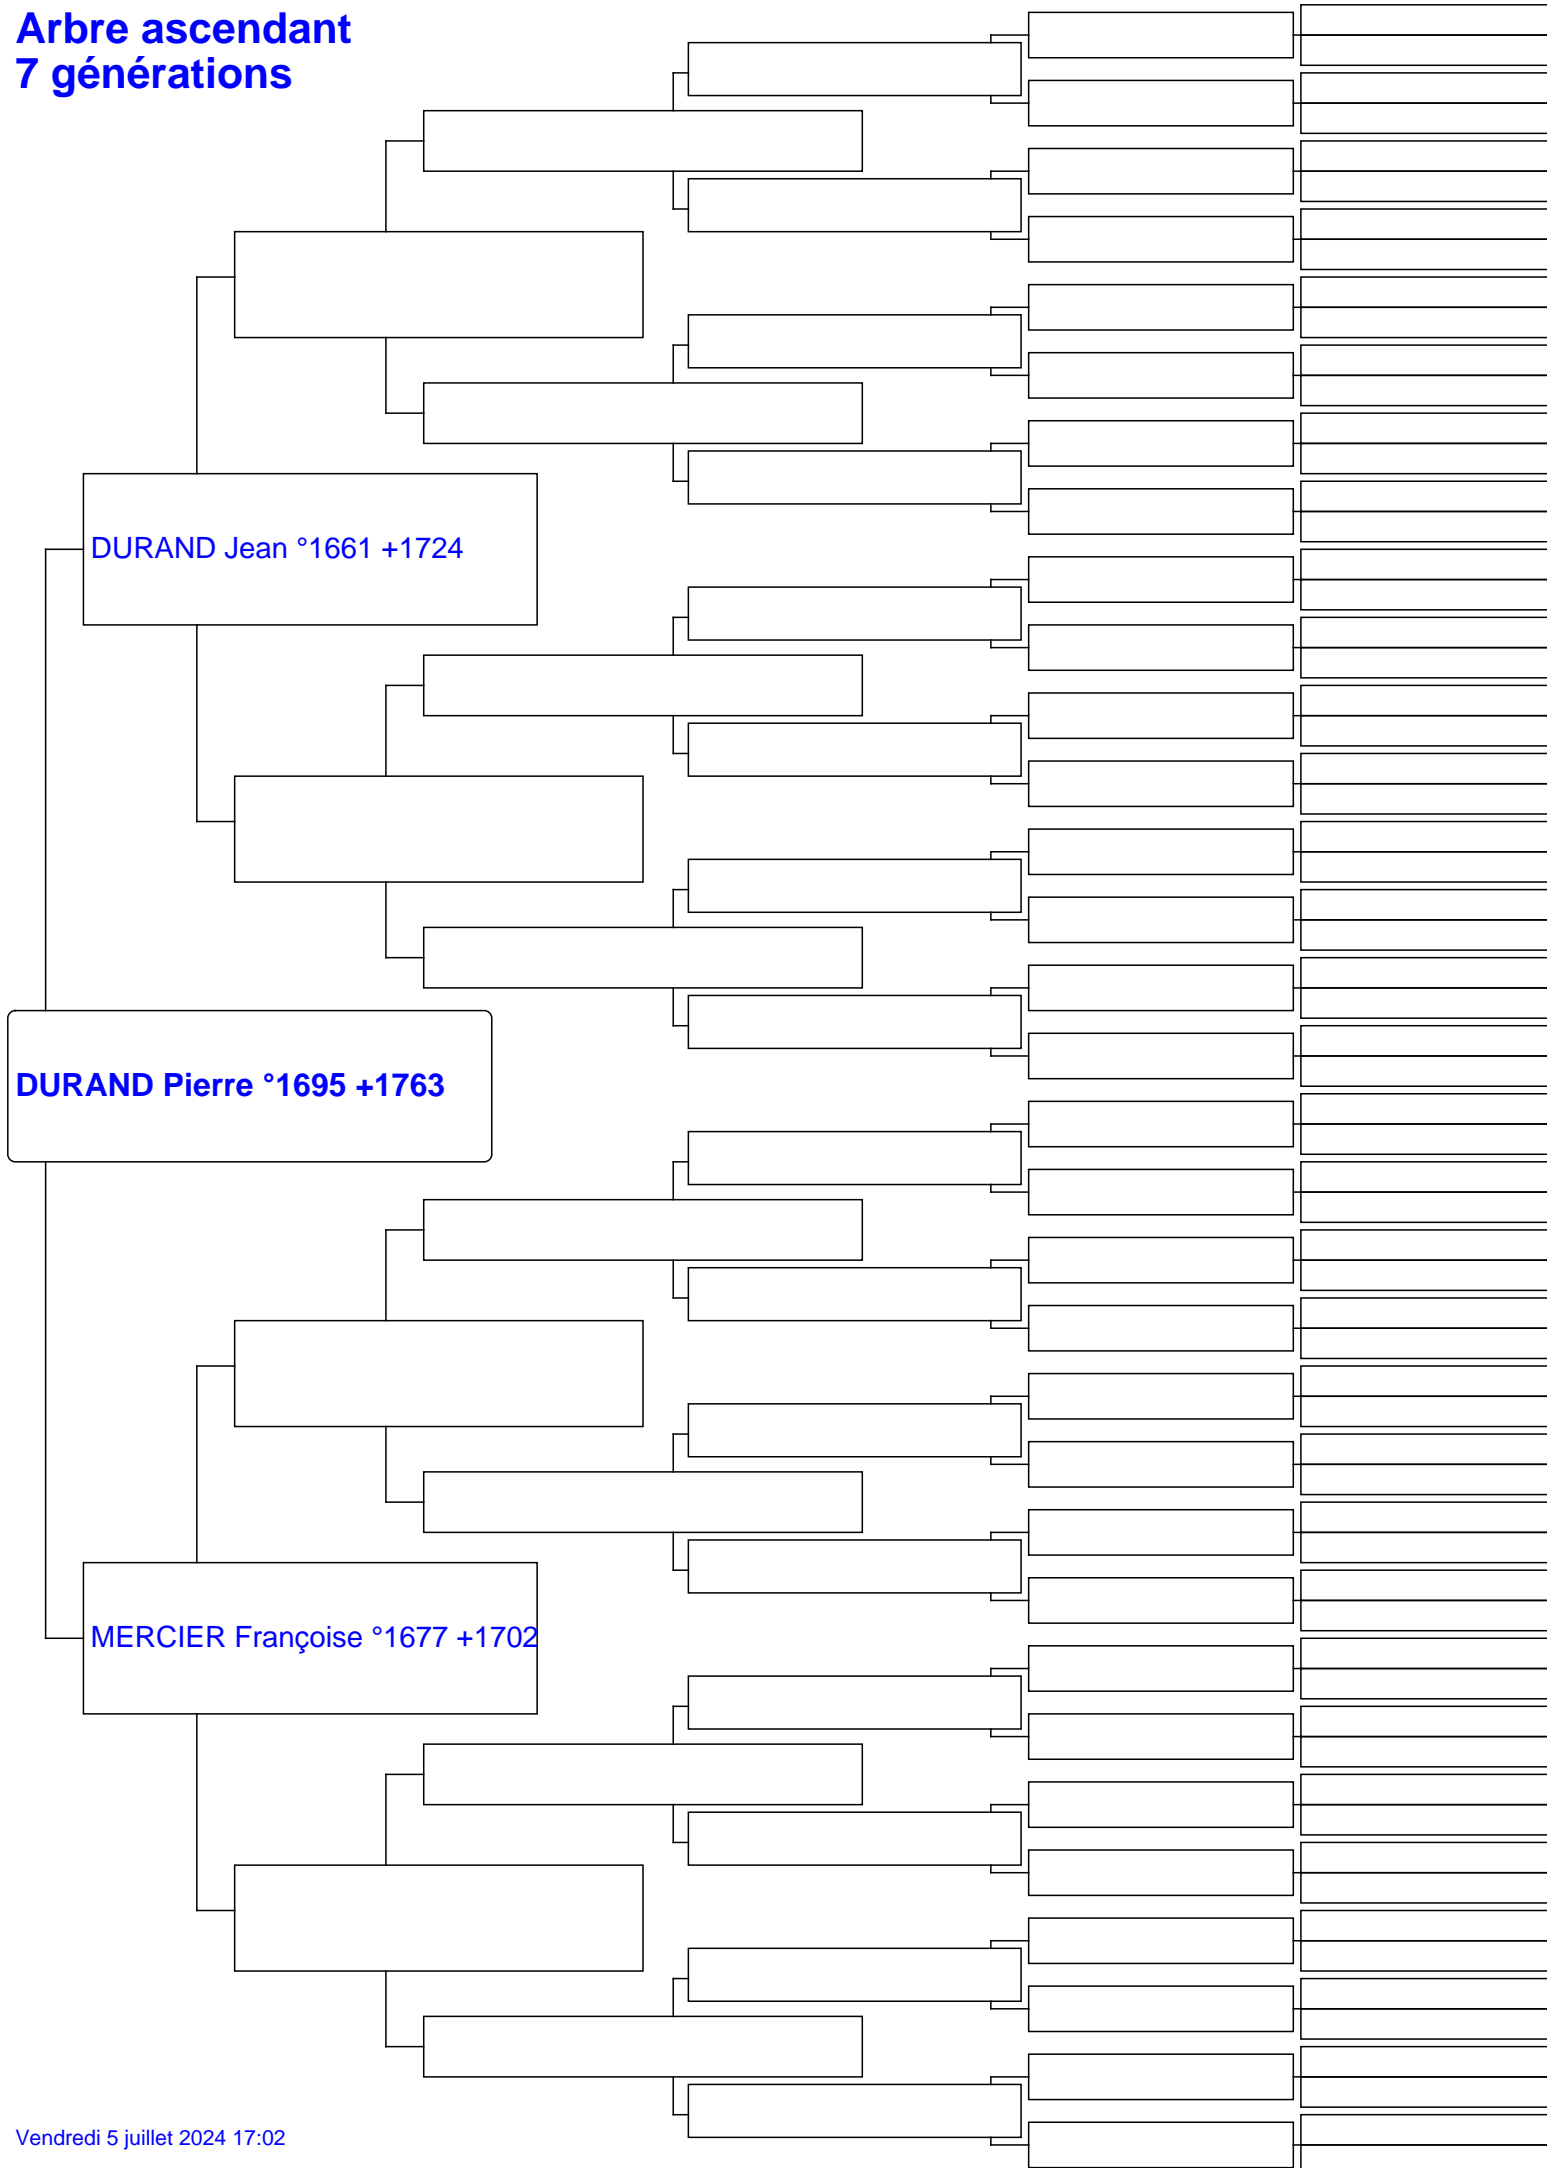 Arbre ascendant
7 générations
DURAND Jean °1661 +1724
DURAND Pierre °1695 +1763
MERCIER Françoise °1677 +1702
Vendredi 5 juillet 2024 17:02